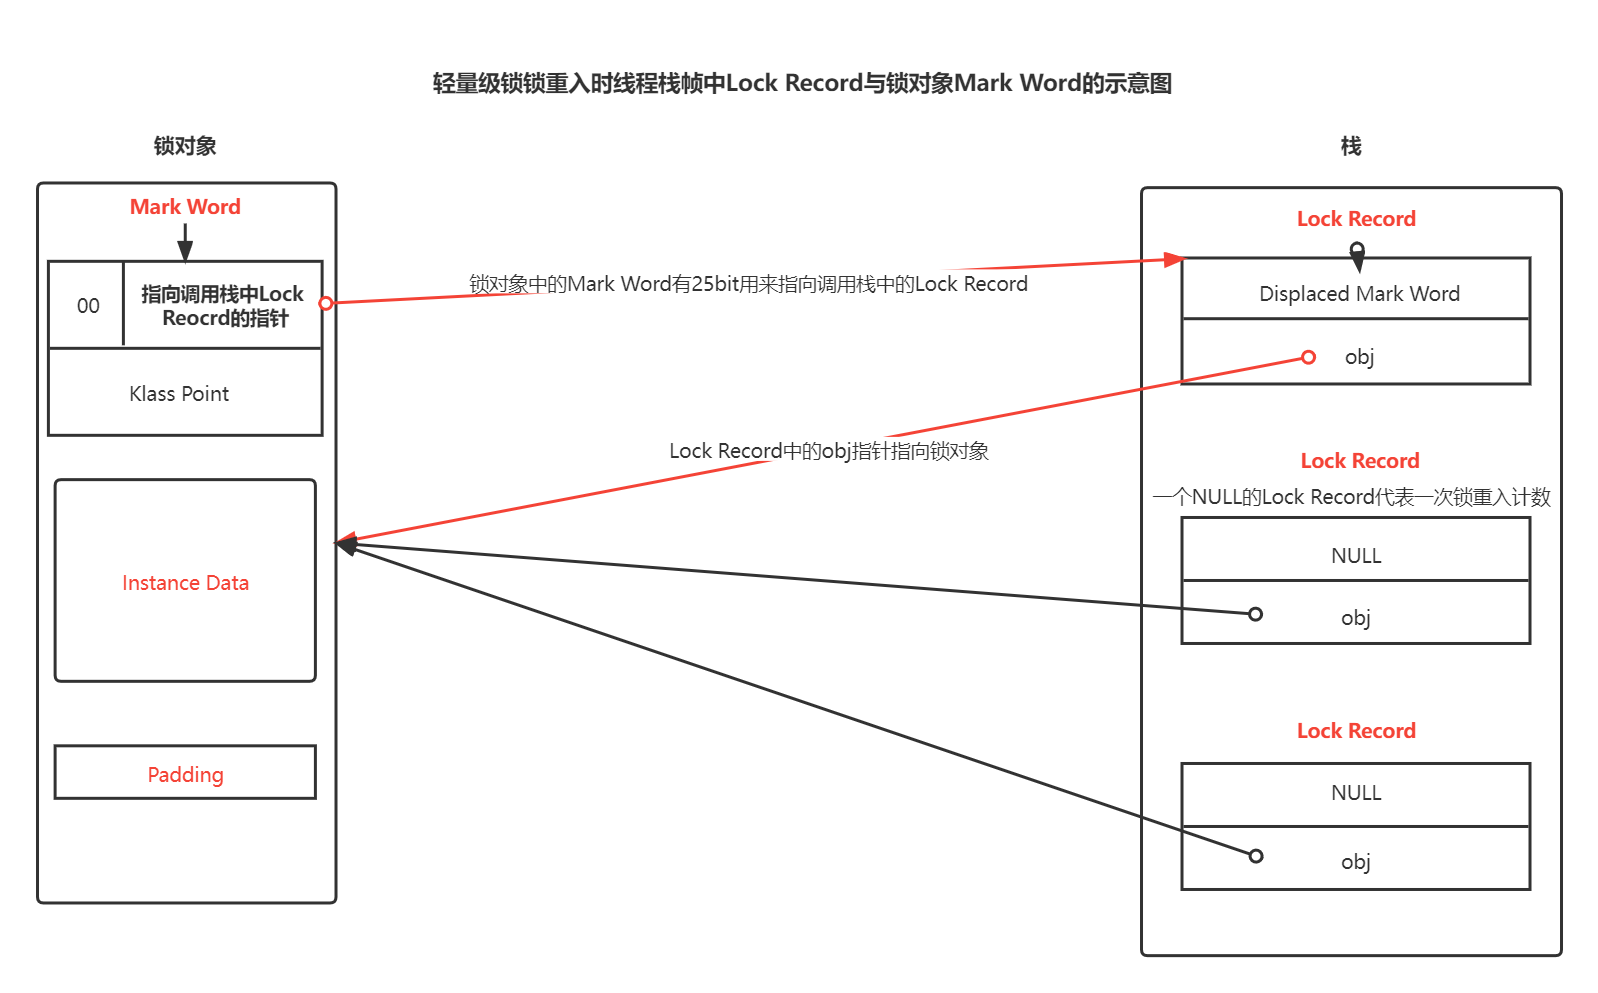 轻量级锁锁重入时线程栈帧中Lock Record与锁对象Mark Word的示意图
锁对象
Mark Word
00
指向调用栈中Lock
Reocrd的指针
Klass Point
Instance Data
Padding
锁对象中的Mark Word有25bit用来指向调用栈中的Lock Record
Lock Record中的obj指针指向锁对象
栈
Lock Record
Displaced Mark Word
obj
Lock Record
一个NULL的Lock Record代表一次锁重入计数
NULL
obj
Lock Record
NULL
obj